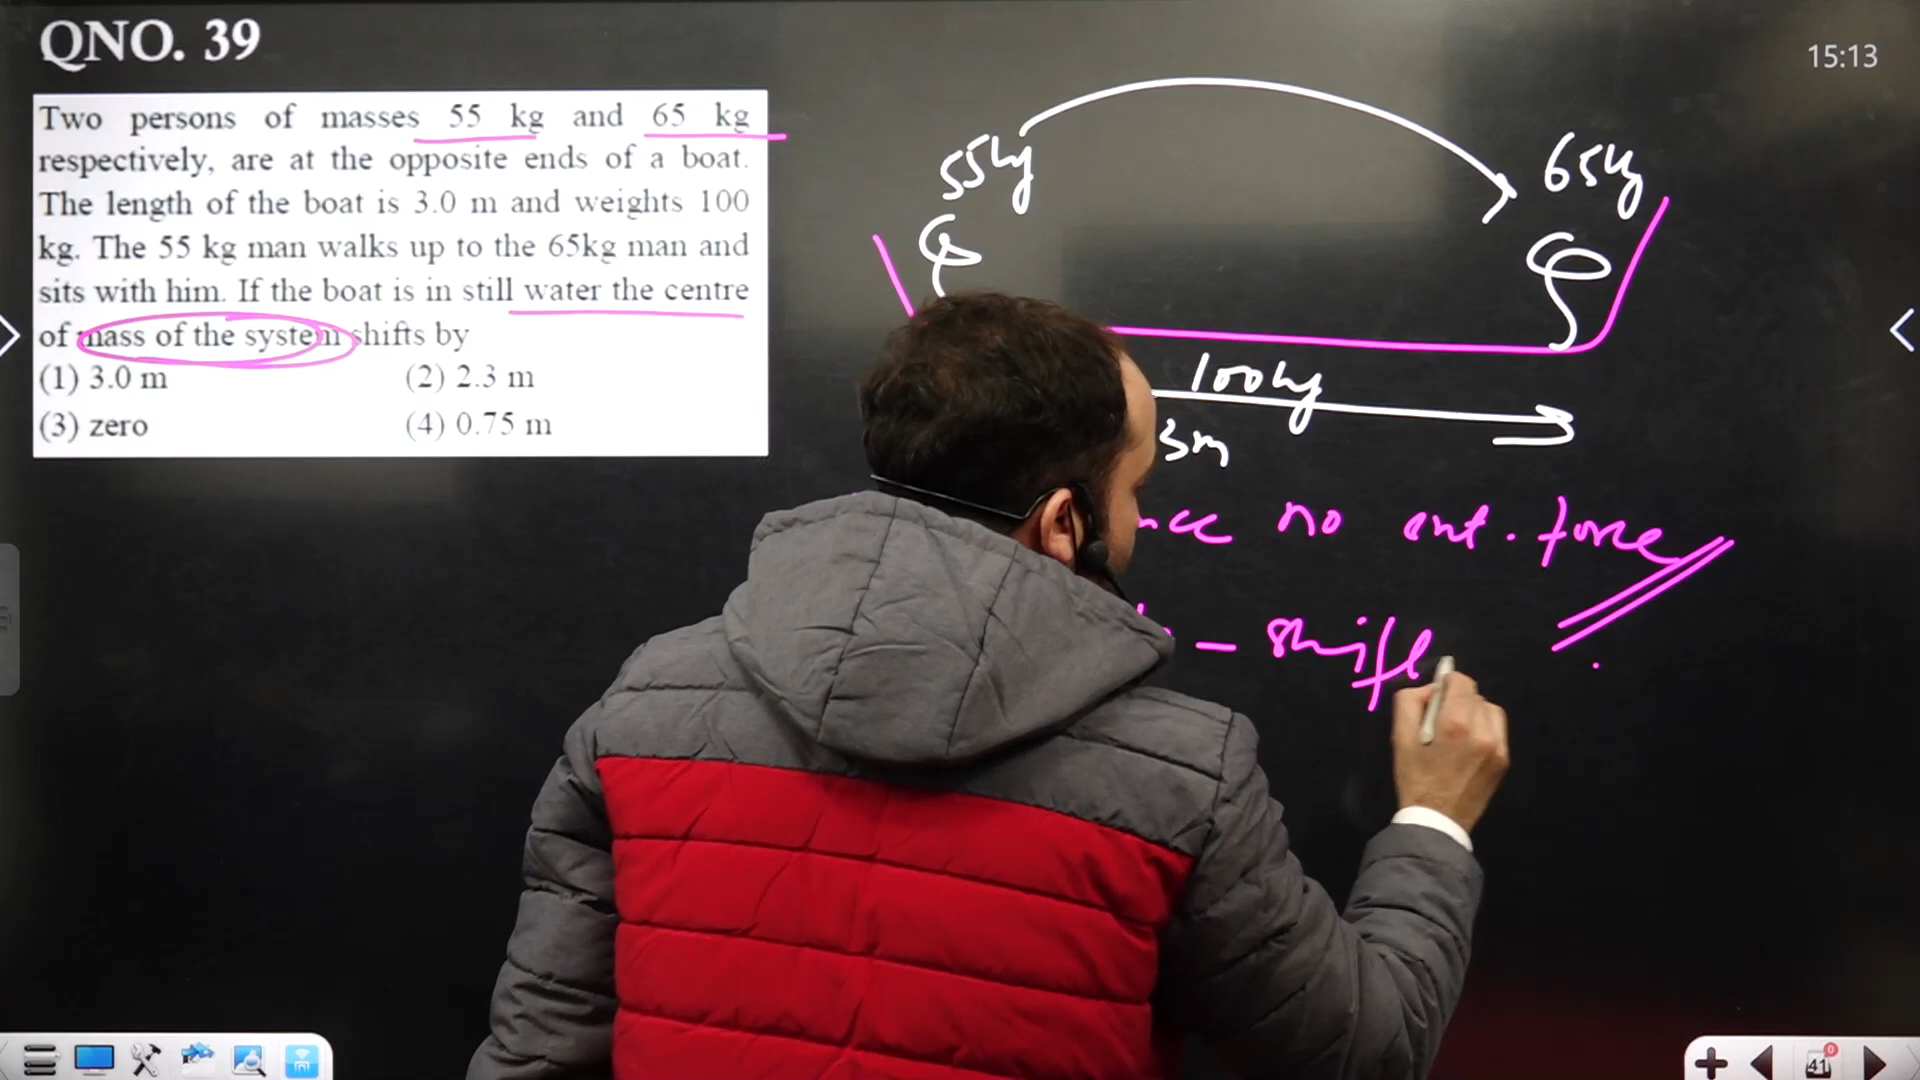 QNO. 39
15:13
Two persons of masses 55 kg and 65 kg
respectively, are at the opposite ends of a boat.
The length of the boat is 3.0 m and weights 100
kg. The 55 kg man walks up to the 65kg man and
sits with him. If the boat is in still water the centre
of mass of the system shifts by
(1) 3.0 m (2) 2.3 m
(3) zero (4) 0.75 m
55kg 65kg
100kg
3m
no ext. force
- shift
41
0